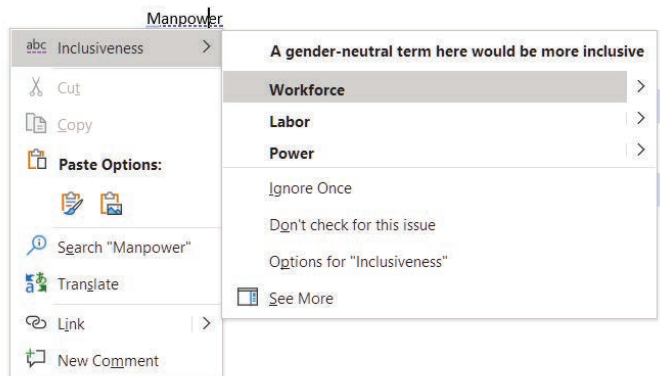 Manpower
abc Inclusiveness
Cut
Copy
Paste Options:
Search "Manpower"
Translate
Link
New Comment
A gender-neutral term here would be more inclusive
Workforce
Labor
Power
Ignore Once
Don't check for this issue
Options for "Inclusiveness"
See More